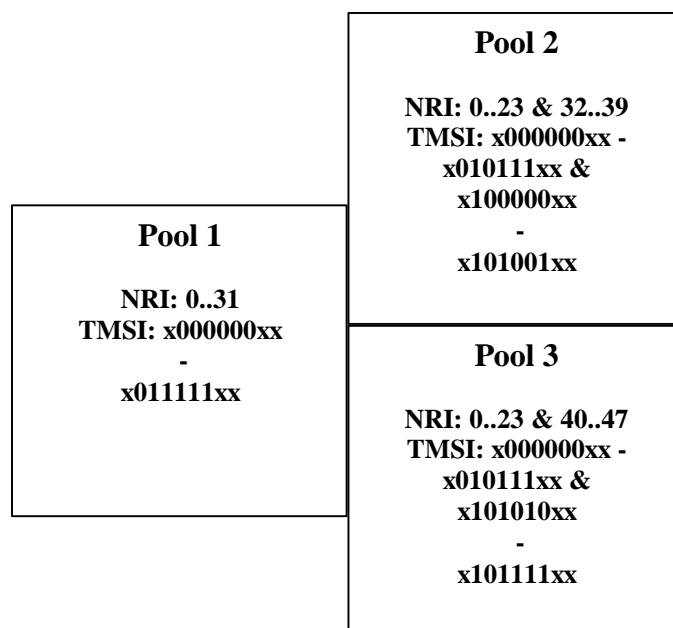 Pool 2
NRI: 0..23 & 32..39
TMSI: x000000xx -
x010111xx &
x100000xx
-
x101001xx
Pool 1
NRI: 0..31
TMSI: x000000xx
-
x011111xx
Pool 3
NRI: 0..23 & 40..47
TMSI: x000000xx -
x010111xx &
x101010xx
-
x101111xx